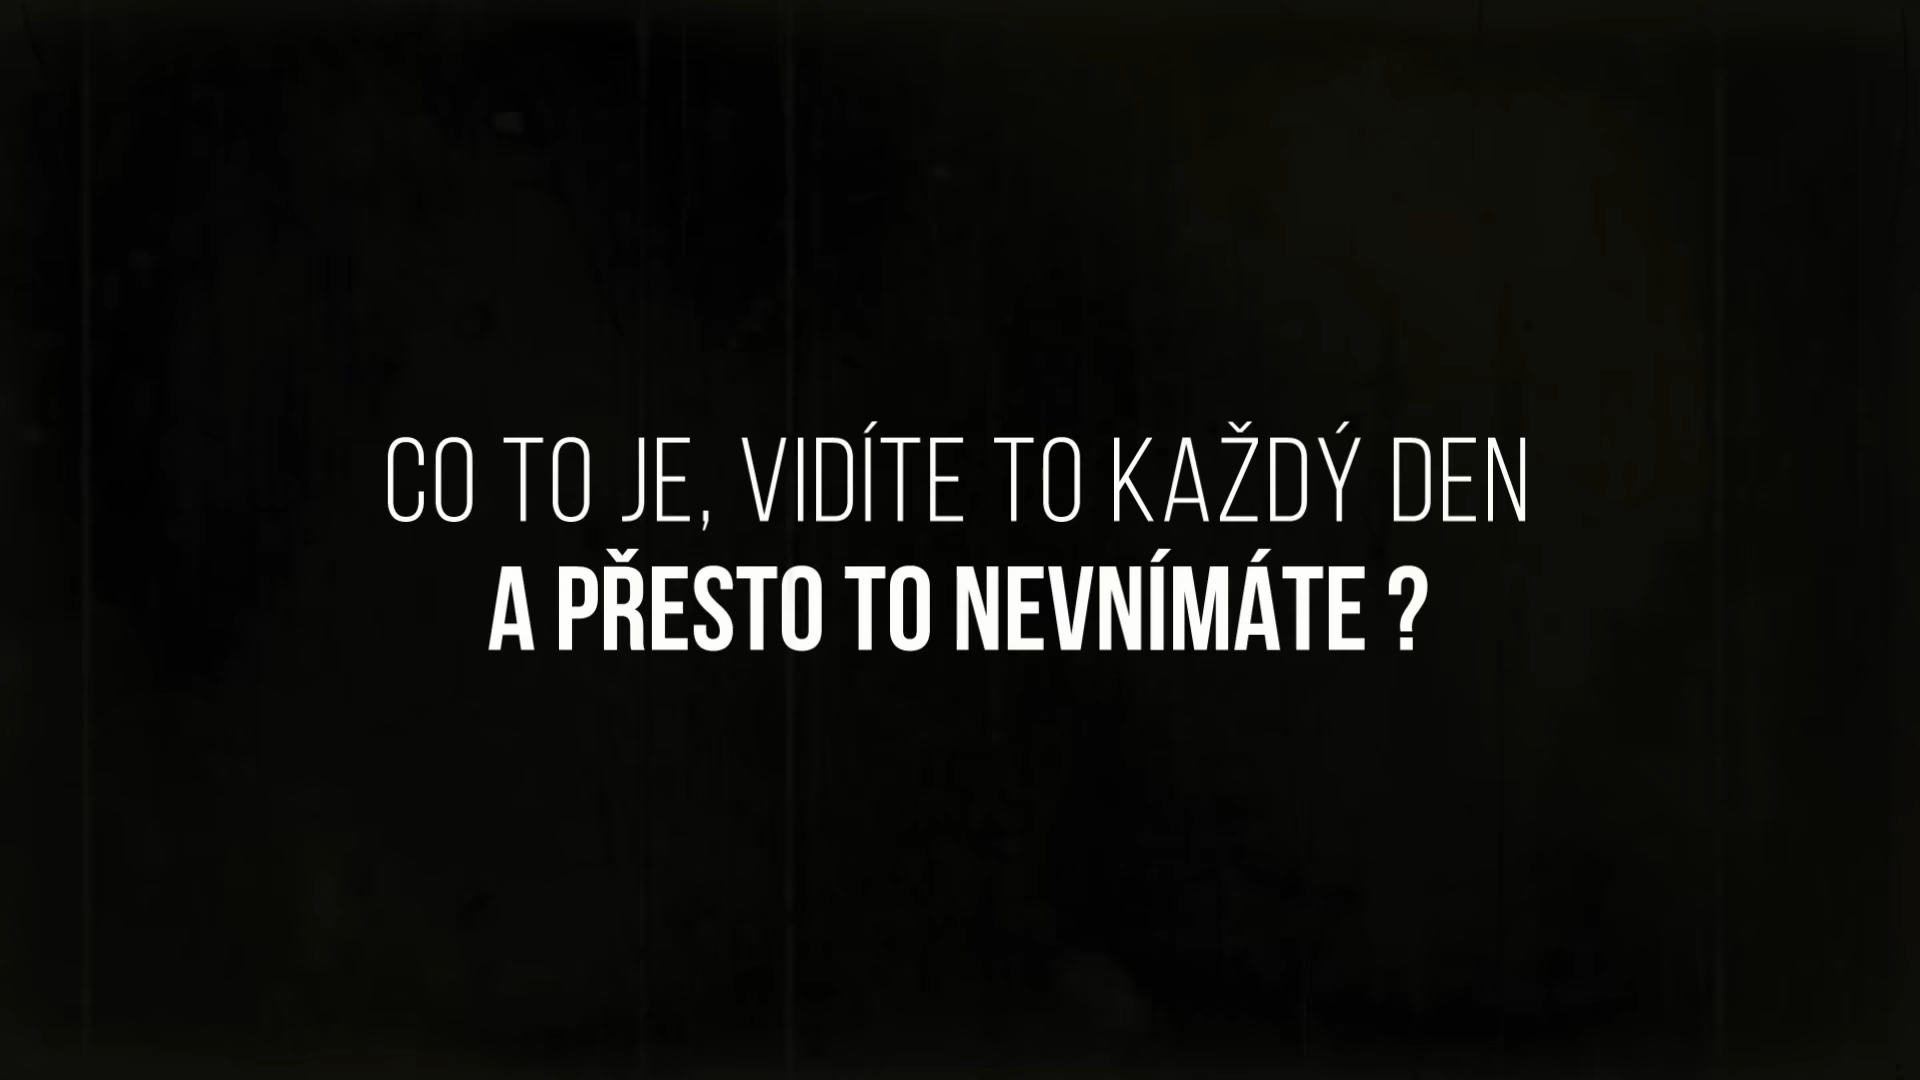 CO TO JE, VIDÍTE TO KAŽDÝ DEN
A PŘESTO TO NEVNÍMÁTE ?